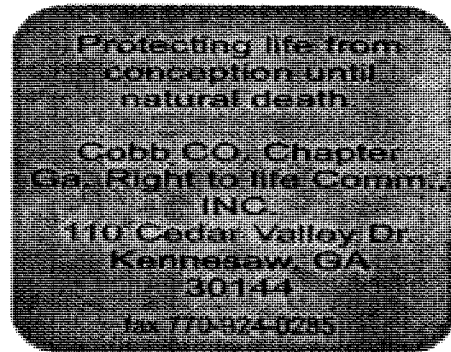 Protecting life from
conception until
natural death.
Cobb CO, Chapter
Ga. Right to life Comm.,
INC.
110 Cedar Valley Dr.
Kennesaw, GA
30144
fax 770-924-0285